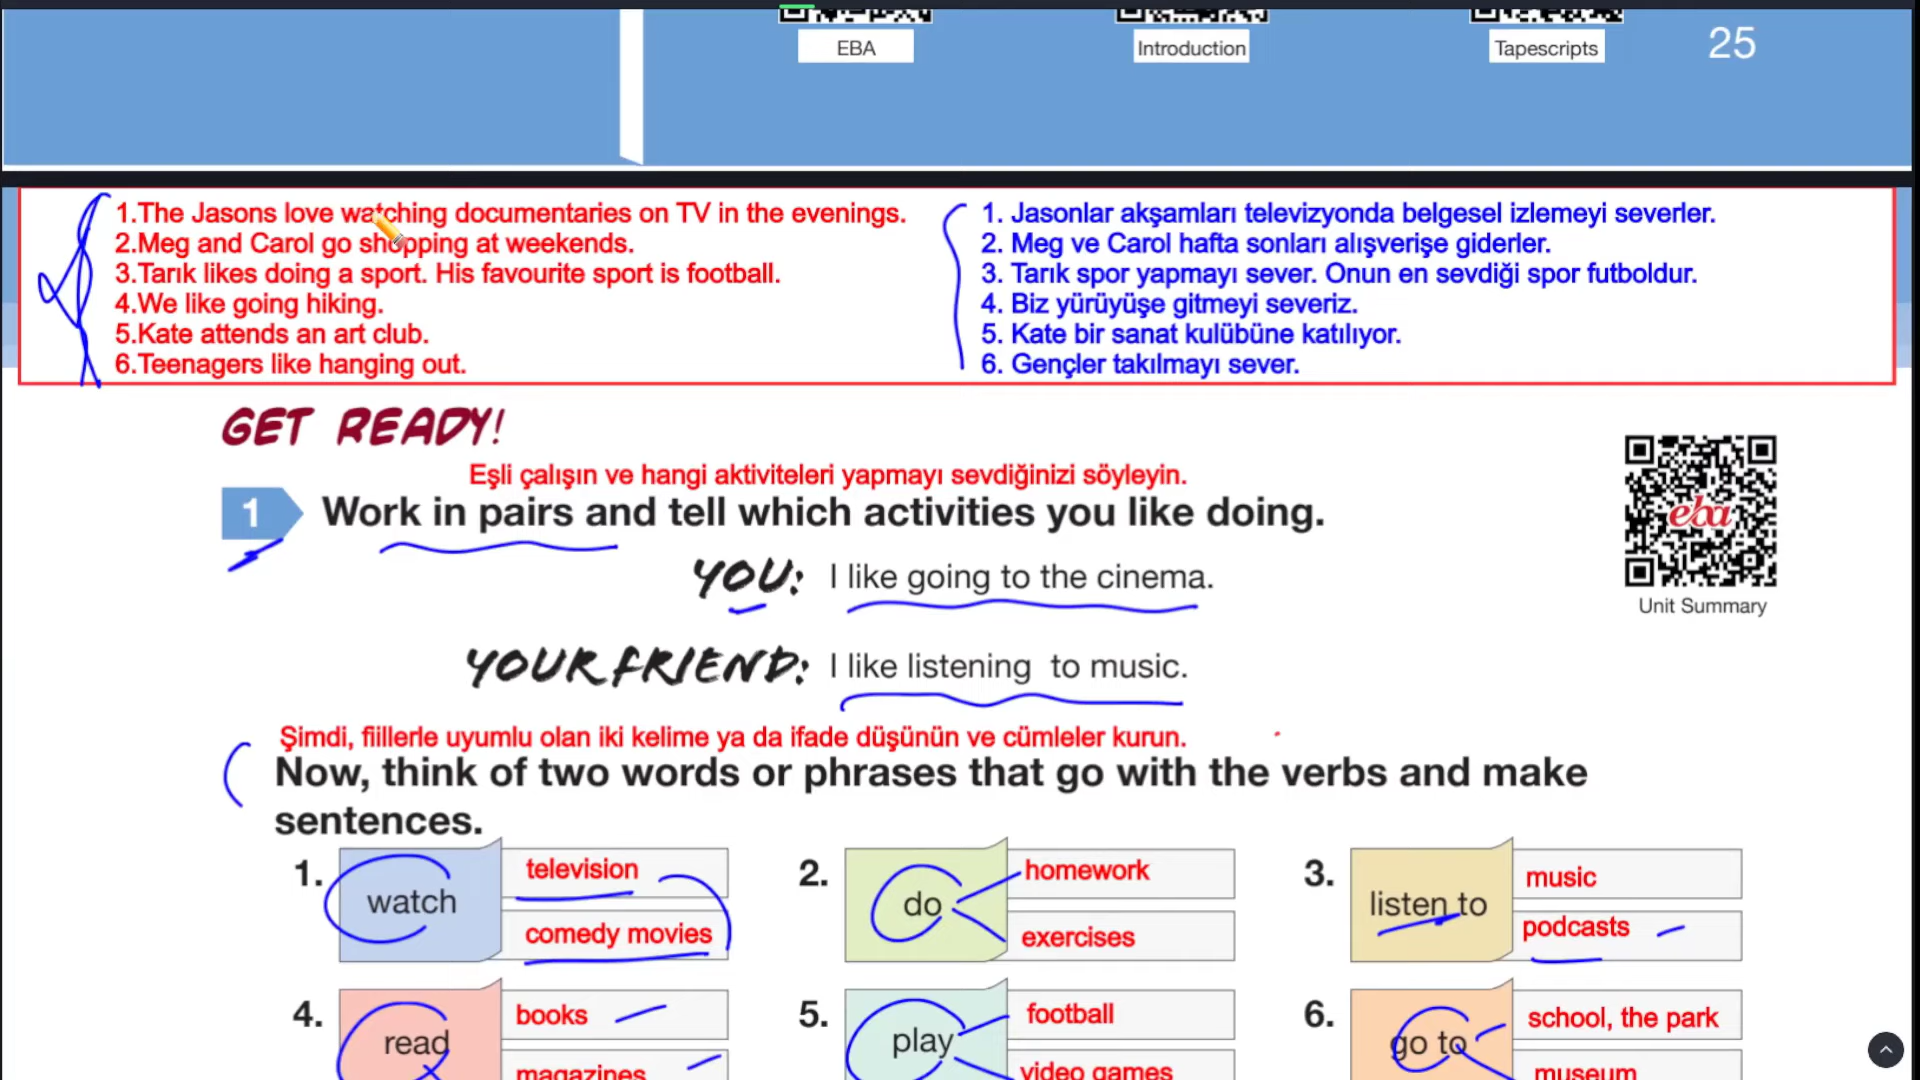 EBA
Introduction
Tapescripts
25
1.The Jasons love watching documentaries on TV in the evenings.
2.Meg and Carol go shopping at weekends.
3.Tarık likes doing a sport. His favourite sport is football.
4.We like going hiking.
5.Kate attends an art club.
6.Teenagers like hanging out.
1. Jasonlar akşamları televizyonda belgesel izlemeyi severler.
2. Meg ve Carol hafta sonları alışverişe giderler.
3. Tarık spor yapmayı sever. Onun en sevdiği spor futboldur.
4. Biz yürüyüşe gitmeyi severiz.
5. Kate bir sanat kulübüne katılıyor.
6. Gençler takılmayı sever.
GET READY!
Eşli çalışın ve hangi aktiviteleri yapmayı sevdiğinizi söyleyin.
1 Work in pairs and tell which activities you like doing.
eba
Unit Summary
YOU: I like going to the cinema.
YOUR FRIEND: I like listening to music.
Şimdi, fiillerle uyumlu olan iki kelime ya da ifade düşünün ve cümleler kurun.
Now, think of two words or phrases that go with the verbs and make
sentences.
1. watch
television
comedy movies
2. do
homework
exercises
3. listen to
music
podcasts
4. read
books
magazines
5. play
football
video games
6. go to
school, the park
museum